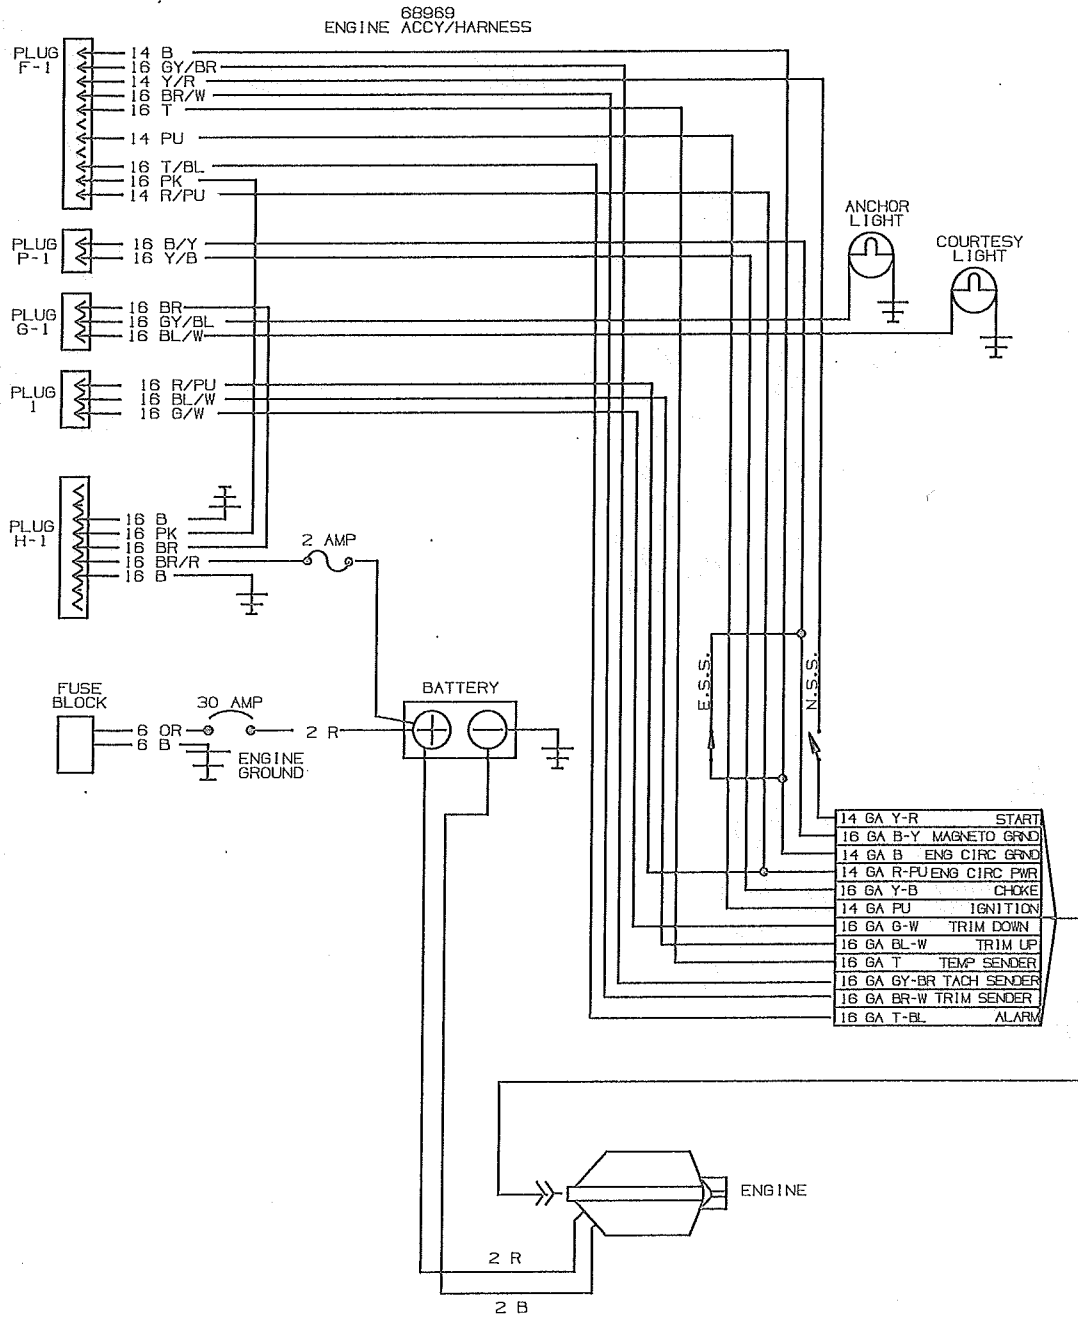 68969
ENGINE ACCY/HARNESS
PLUG
F-1
14 B
16 GY/BR
14 Y/R
16 BR/W
16 T
14 PU
16 T/BL
16 PK
14 R/PU
PLUG
P-1
16 B/Y
16 Y/B
ANCHOR
LIGHT
COURTESY
LIGHT
PLUG
G-1
16 BR
16 GY/BL
16 BL/W
PLUG
1
16 R/PU
16 BL/W
16 G/W
PLUG
H-1
16 B
16 PK
16 BR
16 BR/R
16 B
2 AMP
E.S.S.
N.S.S.
FUSE
BLOCK
6 OR
6 B
30 AMP
2 R
ENGINE
GROUND
BATTERY
14 GA Y-R START
16 GA B-Y MAGNETO GRND
14 GA B ENG CIRC GRND
14 GA R-PU ENG CIRC PWR
16 GA Y-B CHOKE
14 GA PU IGNITION
16 GA G-W TRIM DOWN
16 GA BL-W TRIM UP
16 GA T TEMP SENDER
16 GA GY-BR TACH SENDER
16 GA BR-W TRIM SENDER
16 GA T-BL ALARM
ENGINE
2 R
2 B